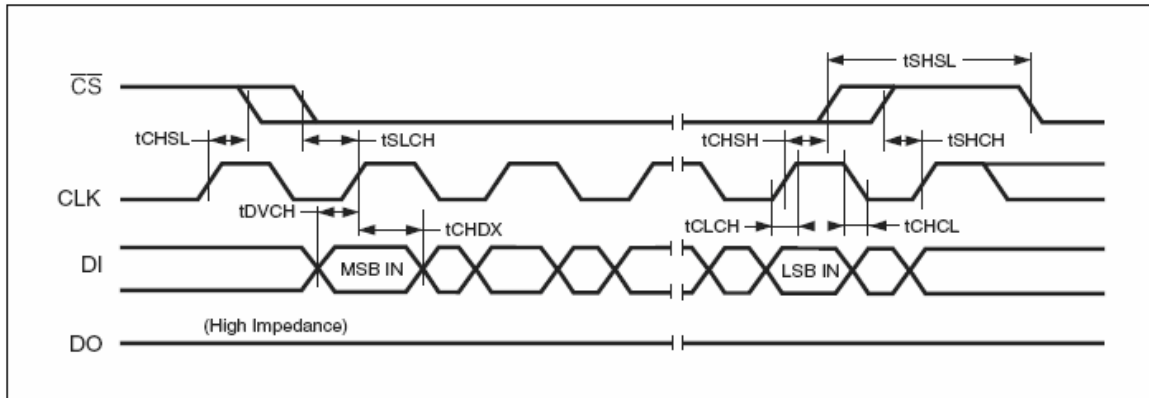 tSHSL
CS
tCHSL
tSLCH
tCHSH
tSHCH
CLK
tDVCH
tCHDX
tCLCH
tCHCL
DI
MSB IN
LSB IN
(High Impedance)
DO